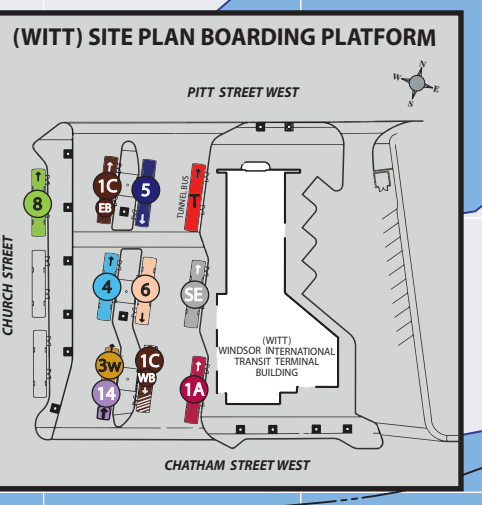 (WITT) SITE PLAN BOARDING PLATFORM
N
W
E
S
PITT STREET WEST
8
1C
EB
5
TUNNEL BUS
T
CHURCH STREET
4
6
SE
(WITT)
WINDSOR INTERNATIONAL
TRANSIT TERMINAL
BUILDING
3w
14
1C
WB
1A
CHATHAM STREET WEST